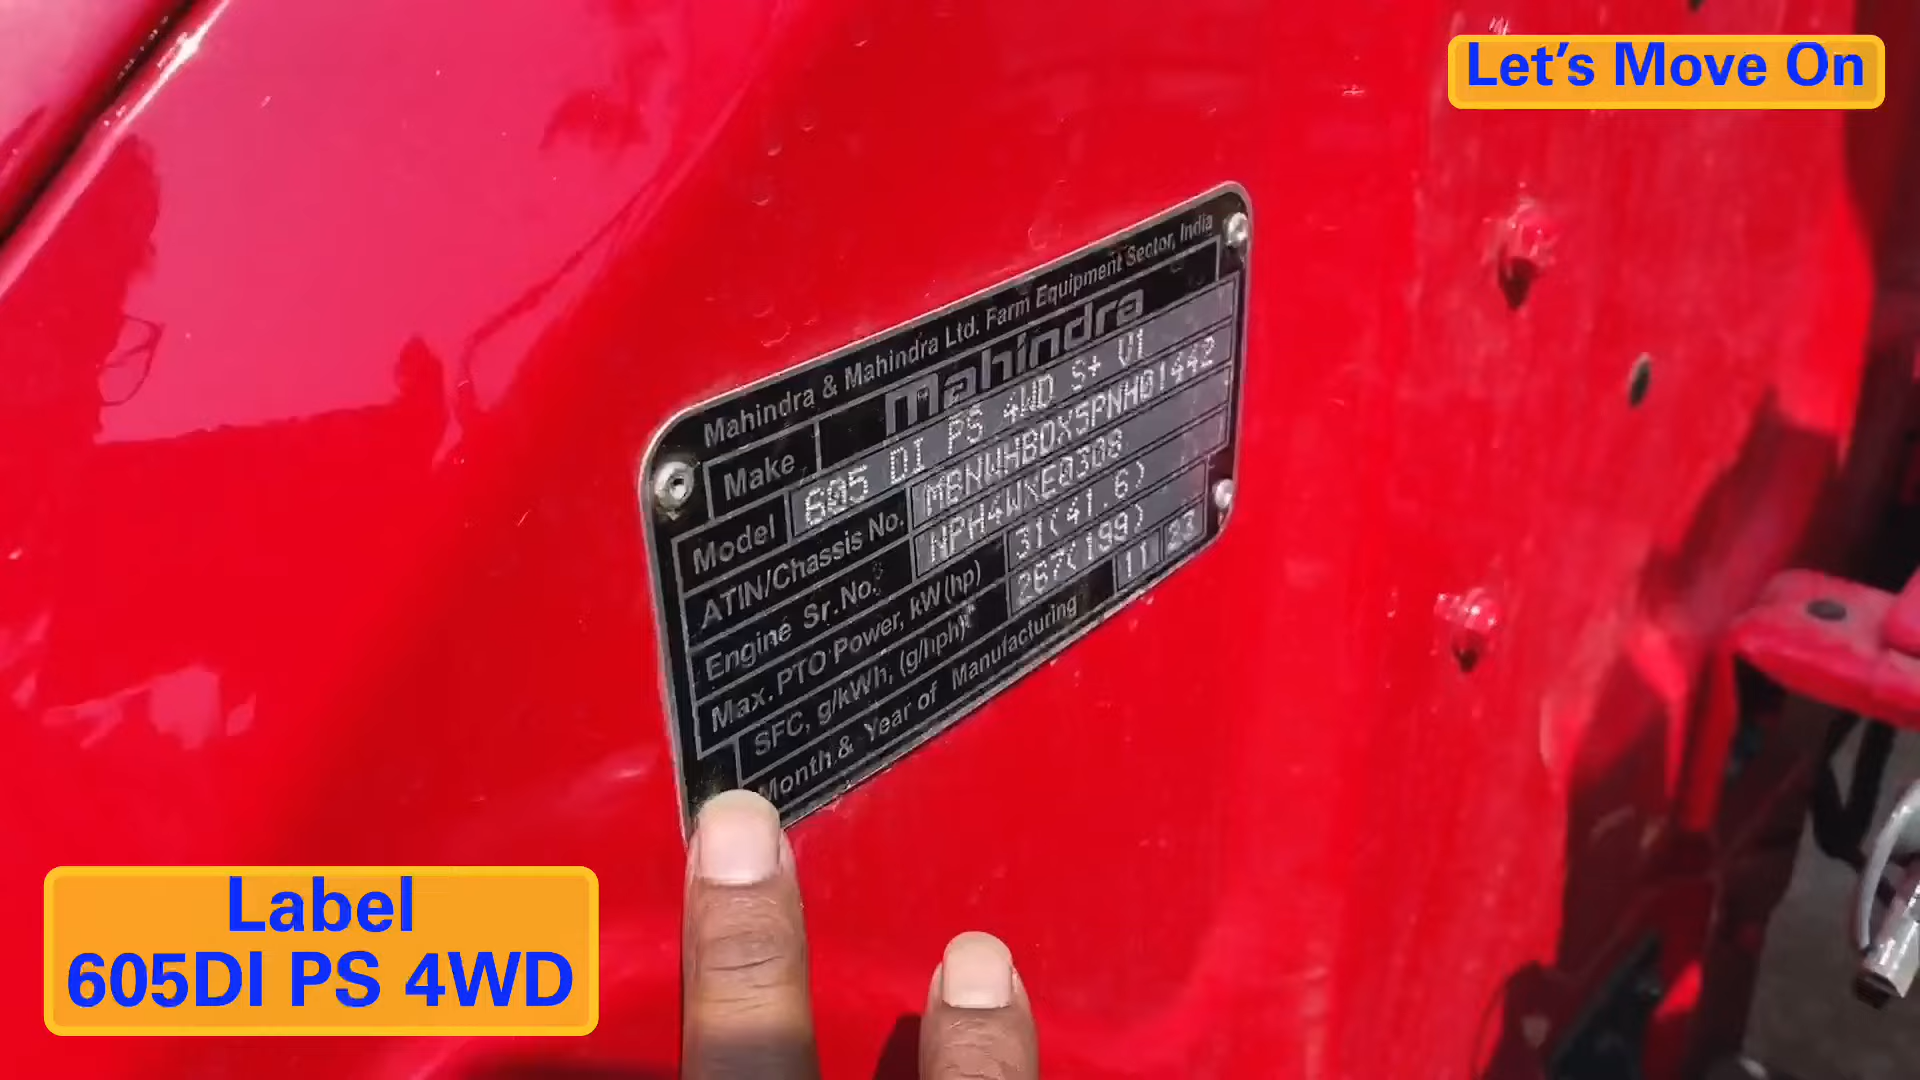 Let's Move On
Mahindra & Mahindra Ltd. Farm Equipment Sector, India
Make Mahindra
Model 605 DI PS 4WD S+ V1
ATIN/Chassis No. MBNWHBDXSPNH01442
Engine Sr.No. NPH4WXE0308
Max. PTO Power, kW(hp) 31(41.6)
SFC, g/kWh, (g/hph) 267(199)
Month & Year of Manufacturing 11 23
Label
605DI PS 4WD